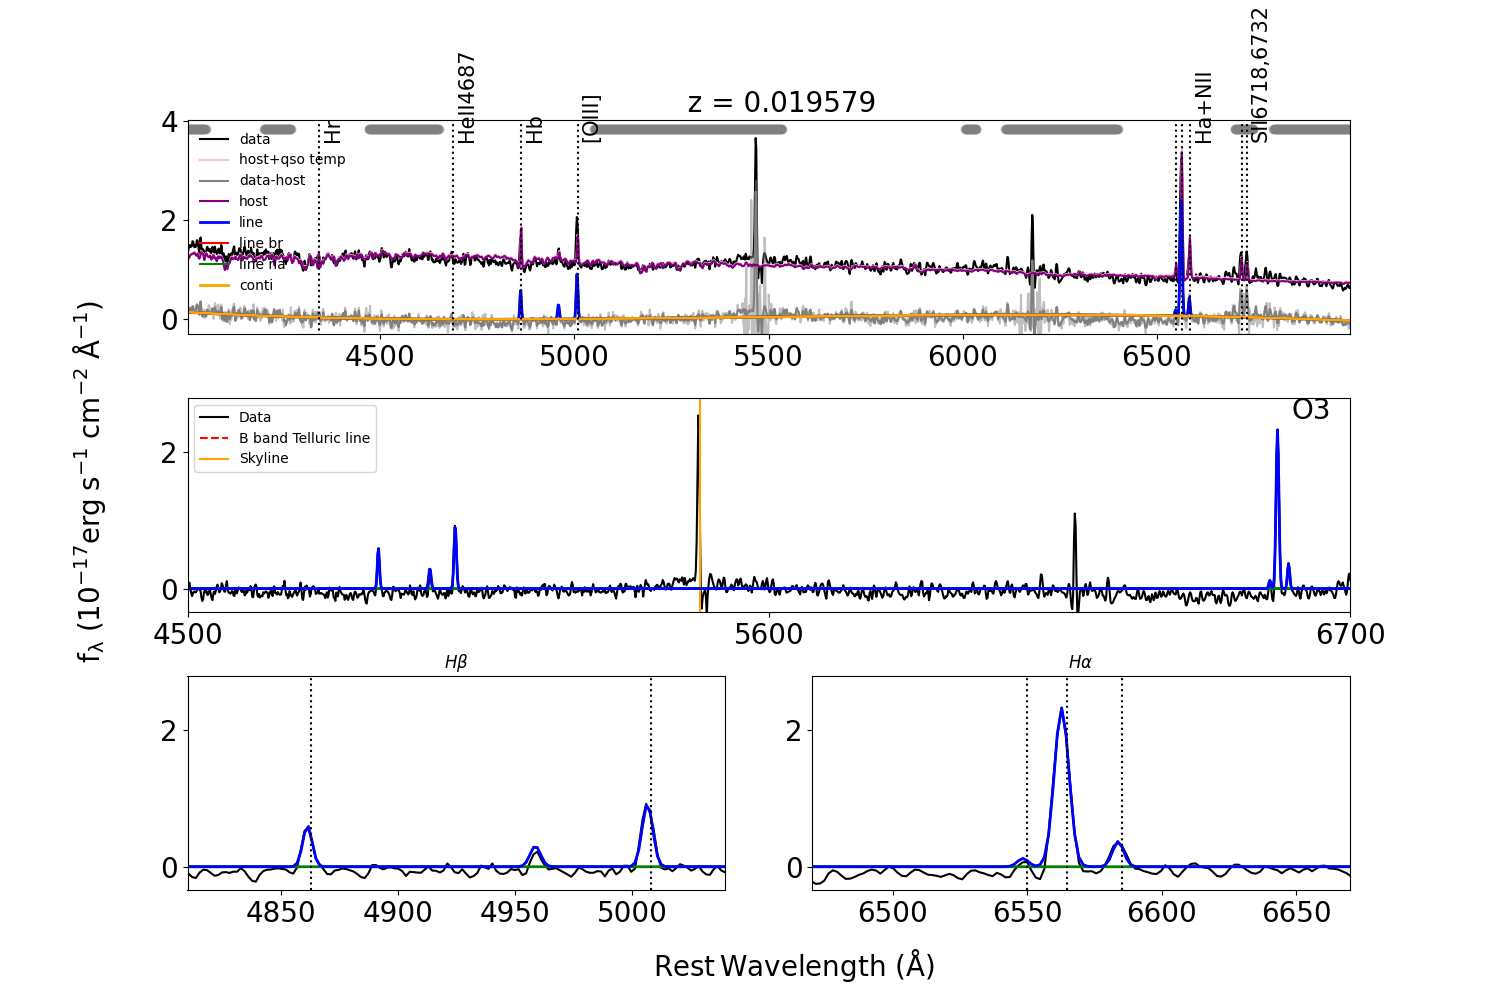 z = 0.019579
Hr
HeII4687
Hb
[OIII]
Ha+NII
SII6718,6732
data
host+qso temp
data-host
host
line
line br
line na
conti
4
2
0
4500
5000
5500
6000
6500
fλ (10−17erg s−1 cm−2 Å−1)
Data
B band Telluric line
Skyline
O3
2
0
4500
5600
6700
Hβ
2
0
4850
4900
4950
5000
Hα
2
0
6500
6550
6600
6650
Rest Wavelength (Å)